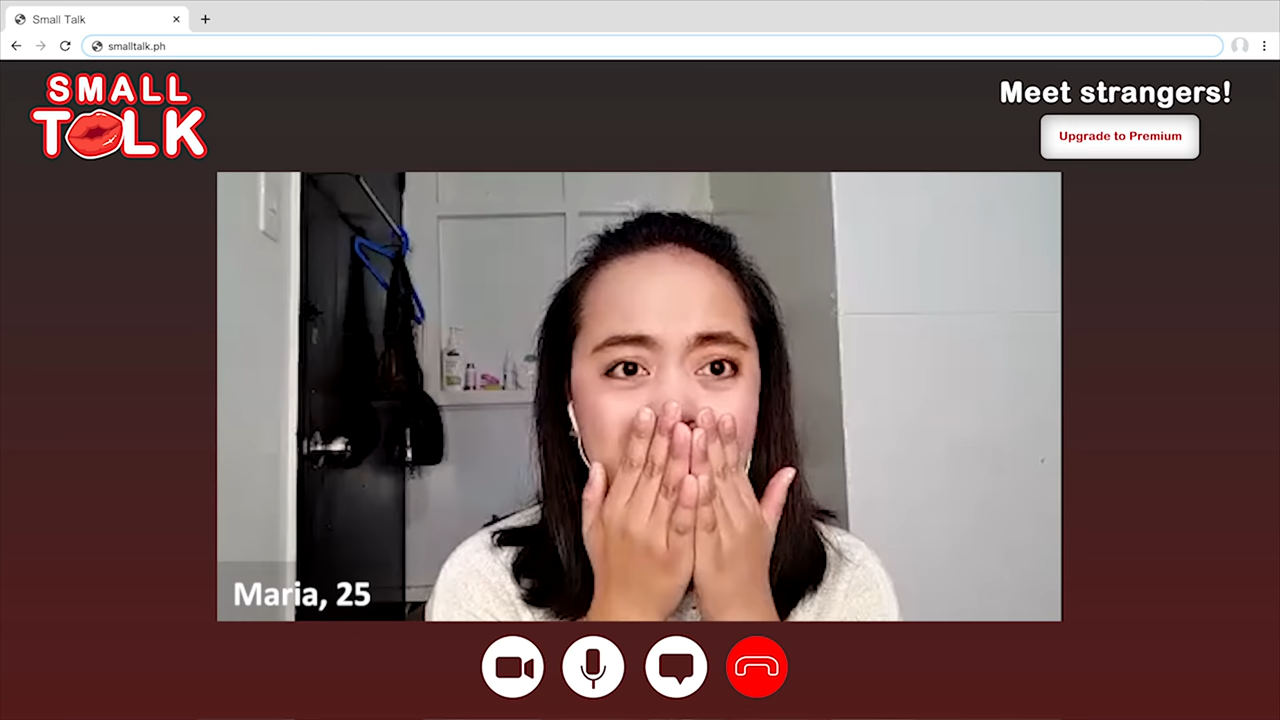 Small Talk
smalltalk.ph
SMALL
TALK
Meet strangers!
Upgrade to Premium
Maria, 25